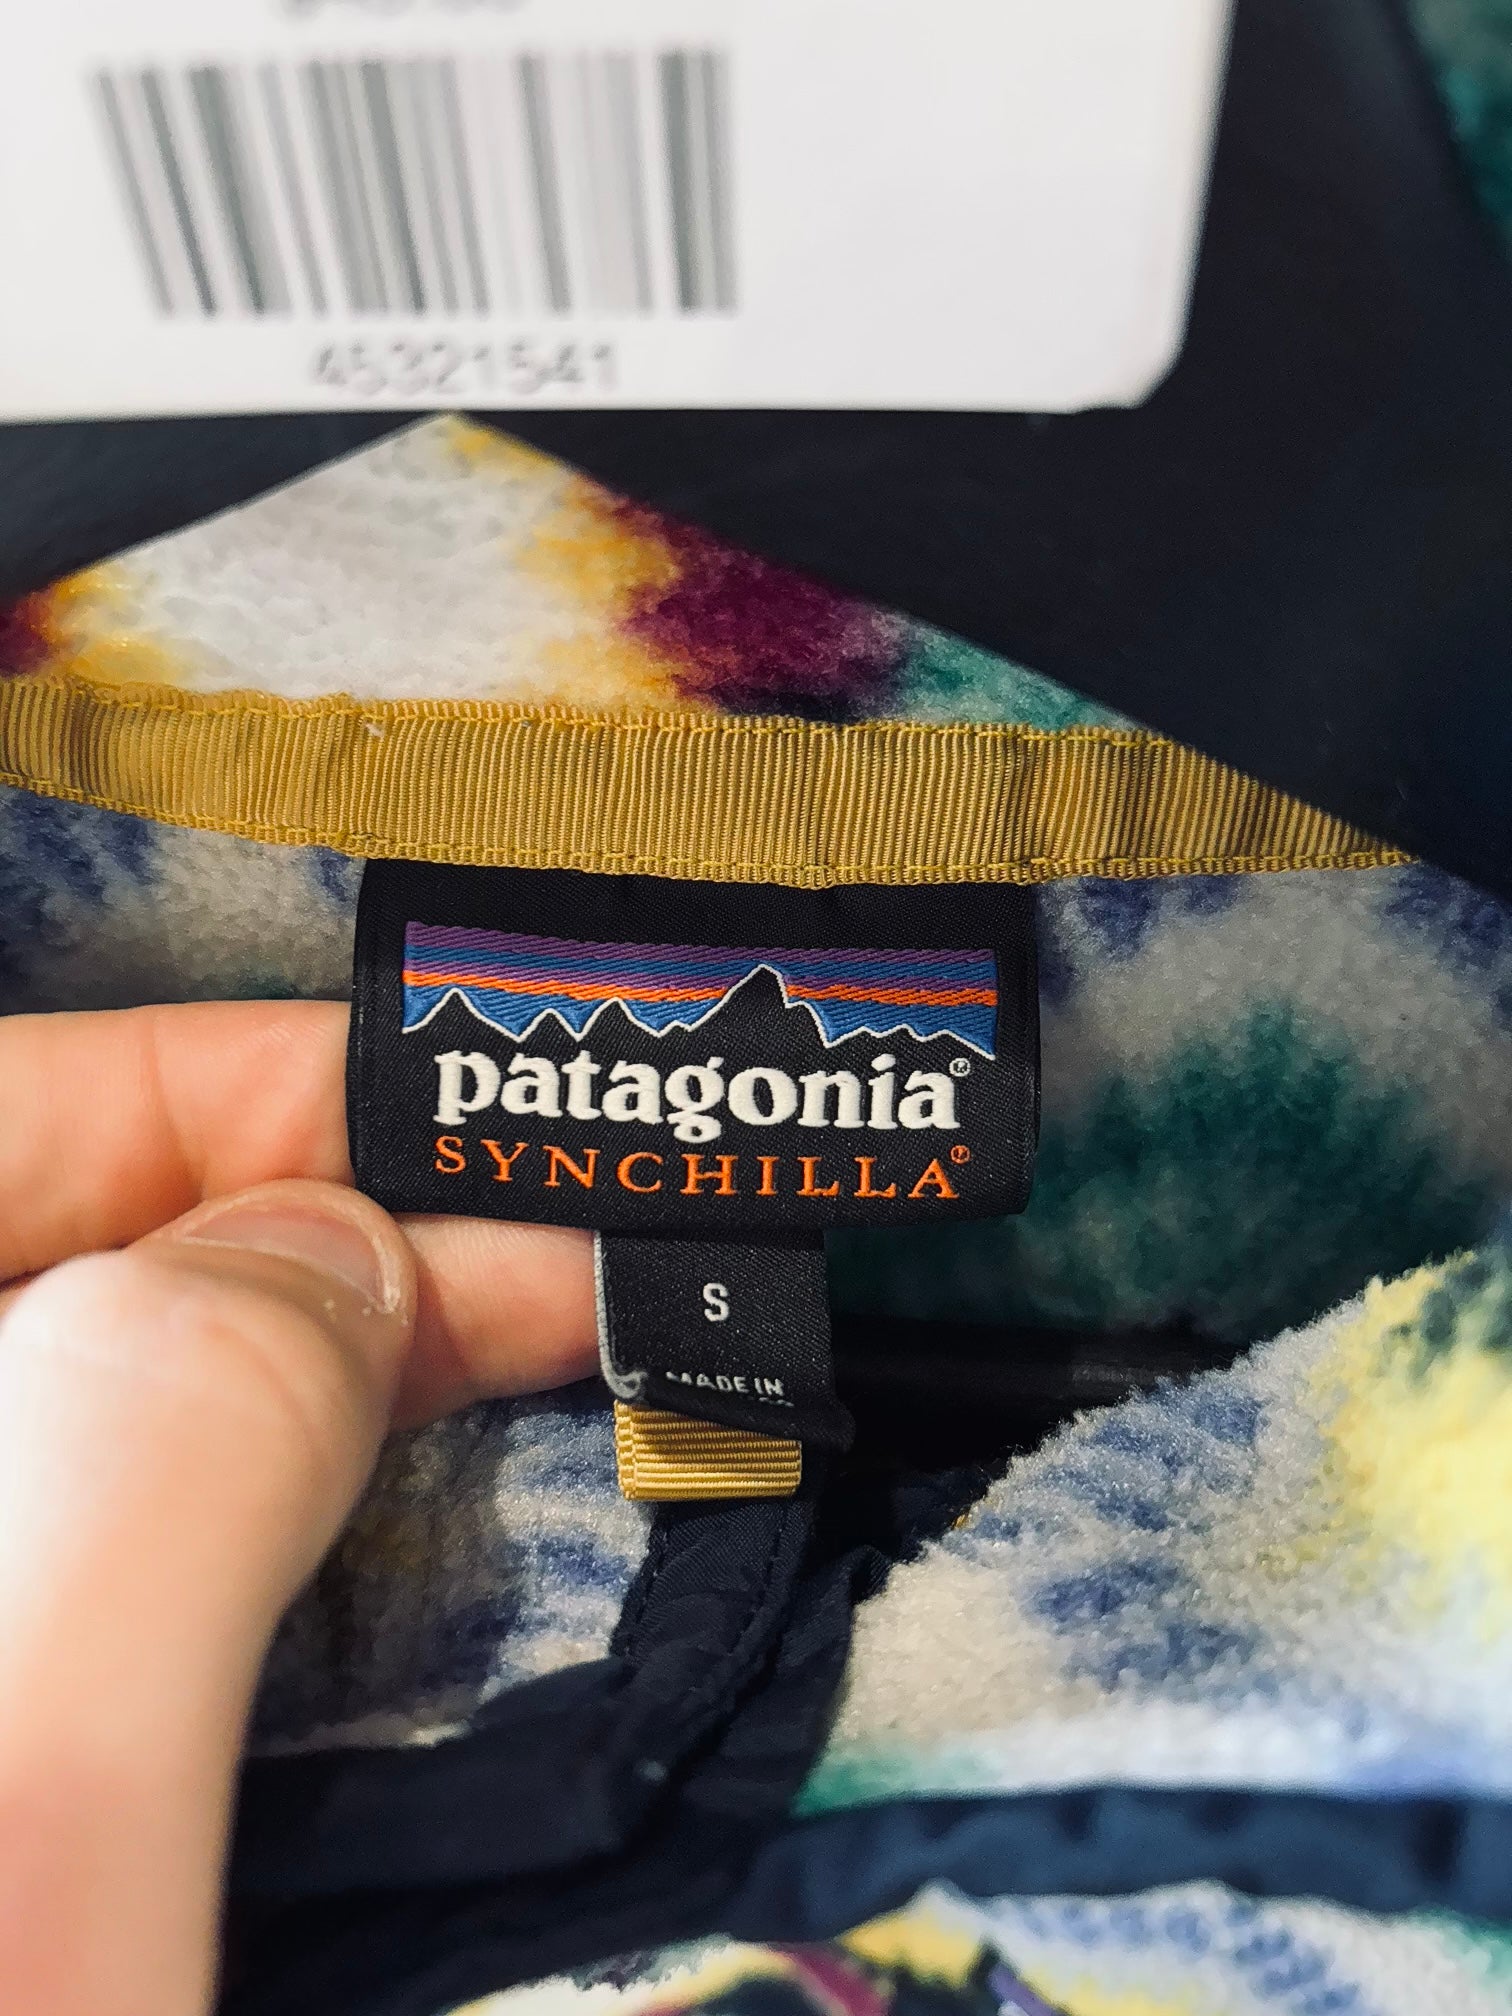 45321541
patagonia®
SYNCHILLA®
S
MADE IN